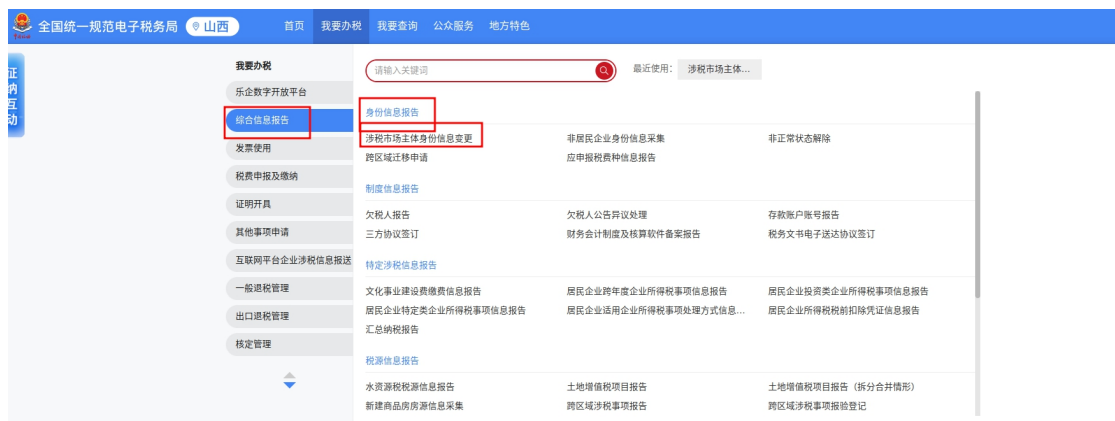 全国统一规范电子税务局 山西 首页 我要办税 我要查询 公众服务 地方特色
征纳互动
我要办税
乐企数字开放平台
综合信息报告
发票使用
税费申报及缴纳
证明开具
其他事项申请
互联网平台企业涉税信息报送
一般退税管理
出口退税管理
核定管理
请输入关键词 最近使用: 涉税市场主体...
身份信息报告
涉税市场主体身份信息变更 非居民企业身份信息采集 非正常状态解除
跨区域迁移申请 应申报税费种信息报告
制度信息报告
欠税人报告 欠税人公告异议处理 存款账户账号报告
三方协议签订 财务会计制度及核算软件备案报告 税务文书电子送达协议签订
特定涉税信息报告
文化事业建设费缴费信息报告 居民企业跨年度企业所得税事项信息报告 居民企业投资类企业所得税事项信息报告
居民企业特定类企业所得税事项信息报告 居民企业适用企业所得税事项处理方式信息... 居民企业所得税税前扣除凭证信息报告
汇总纳税报告
税源信息报告
水资源税税源信息报告 土地增值税项目报告 土地增值税项目报告（拆分合并情形）
新建商品房房源信息采集 跨区域涉税事项报告 跨区域涉税事项报验登记